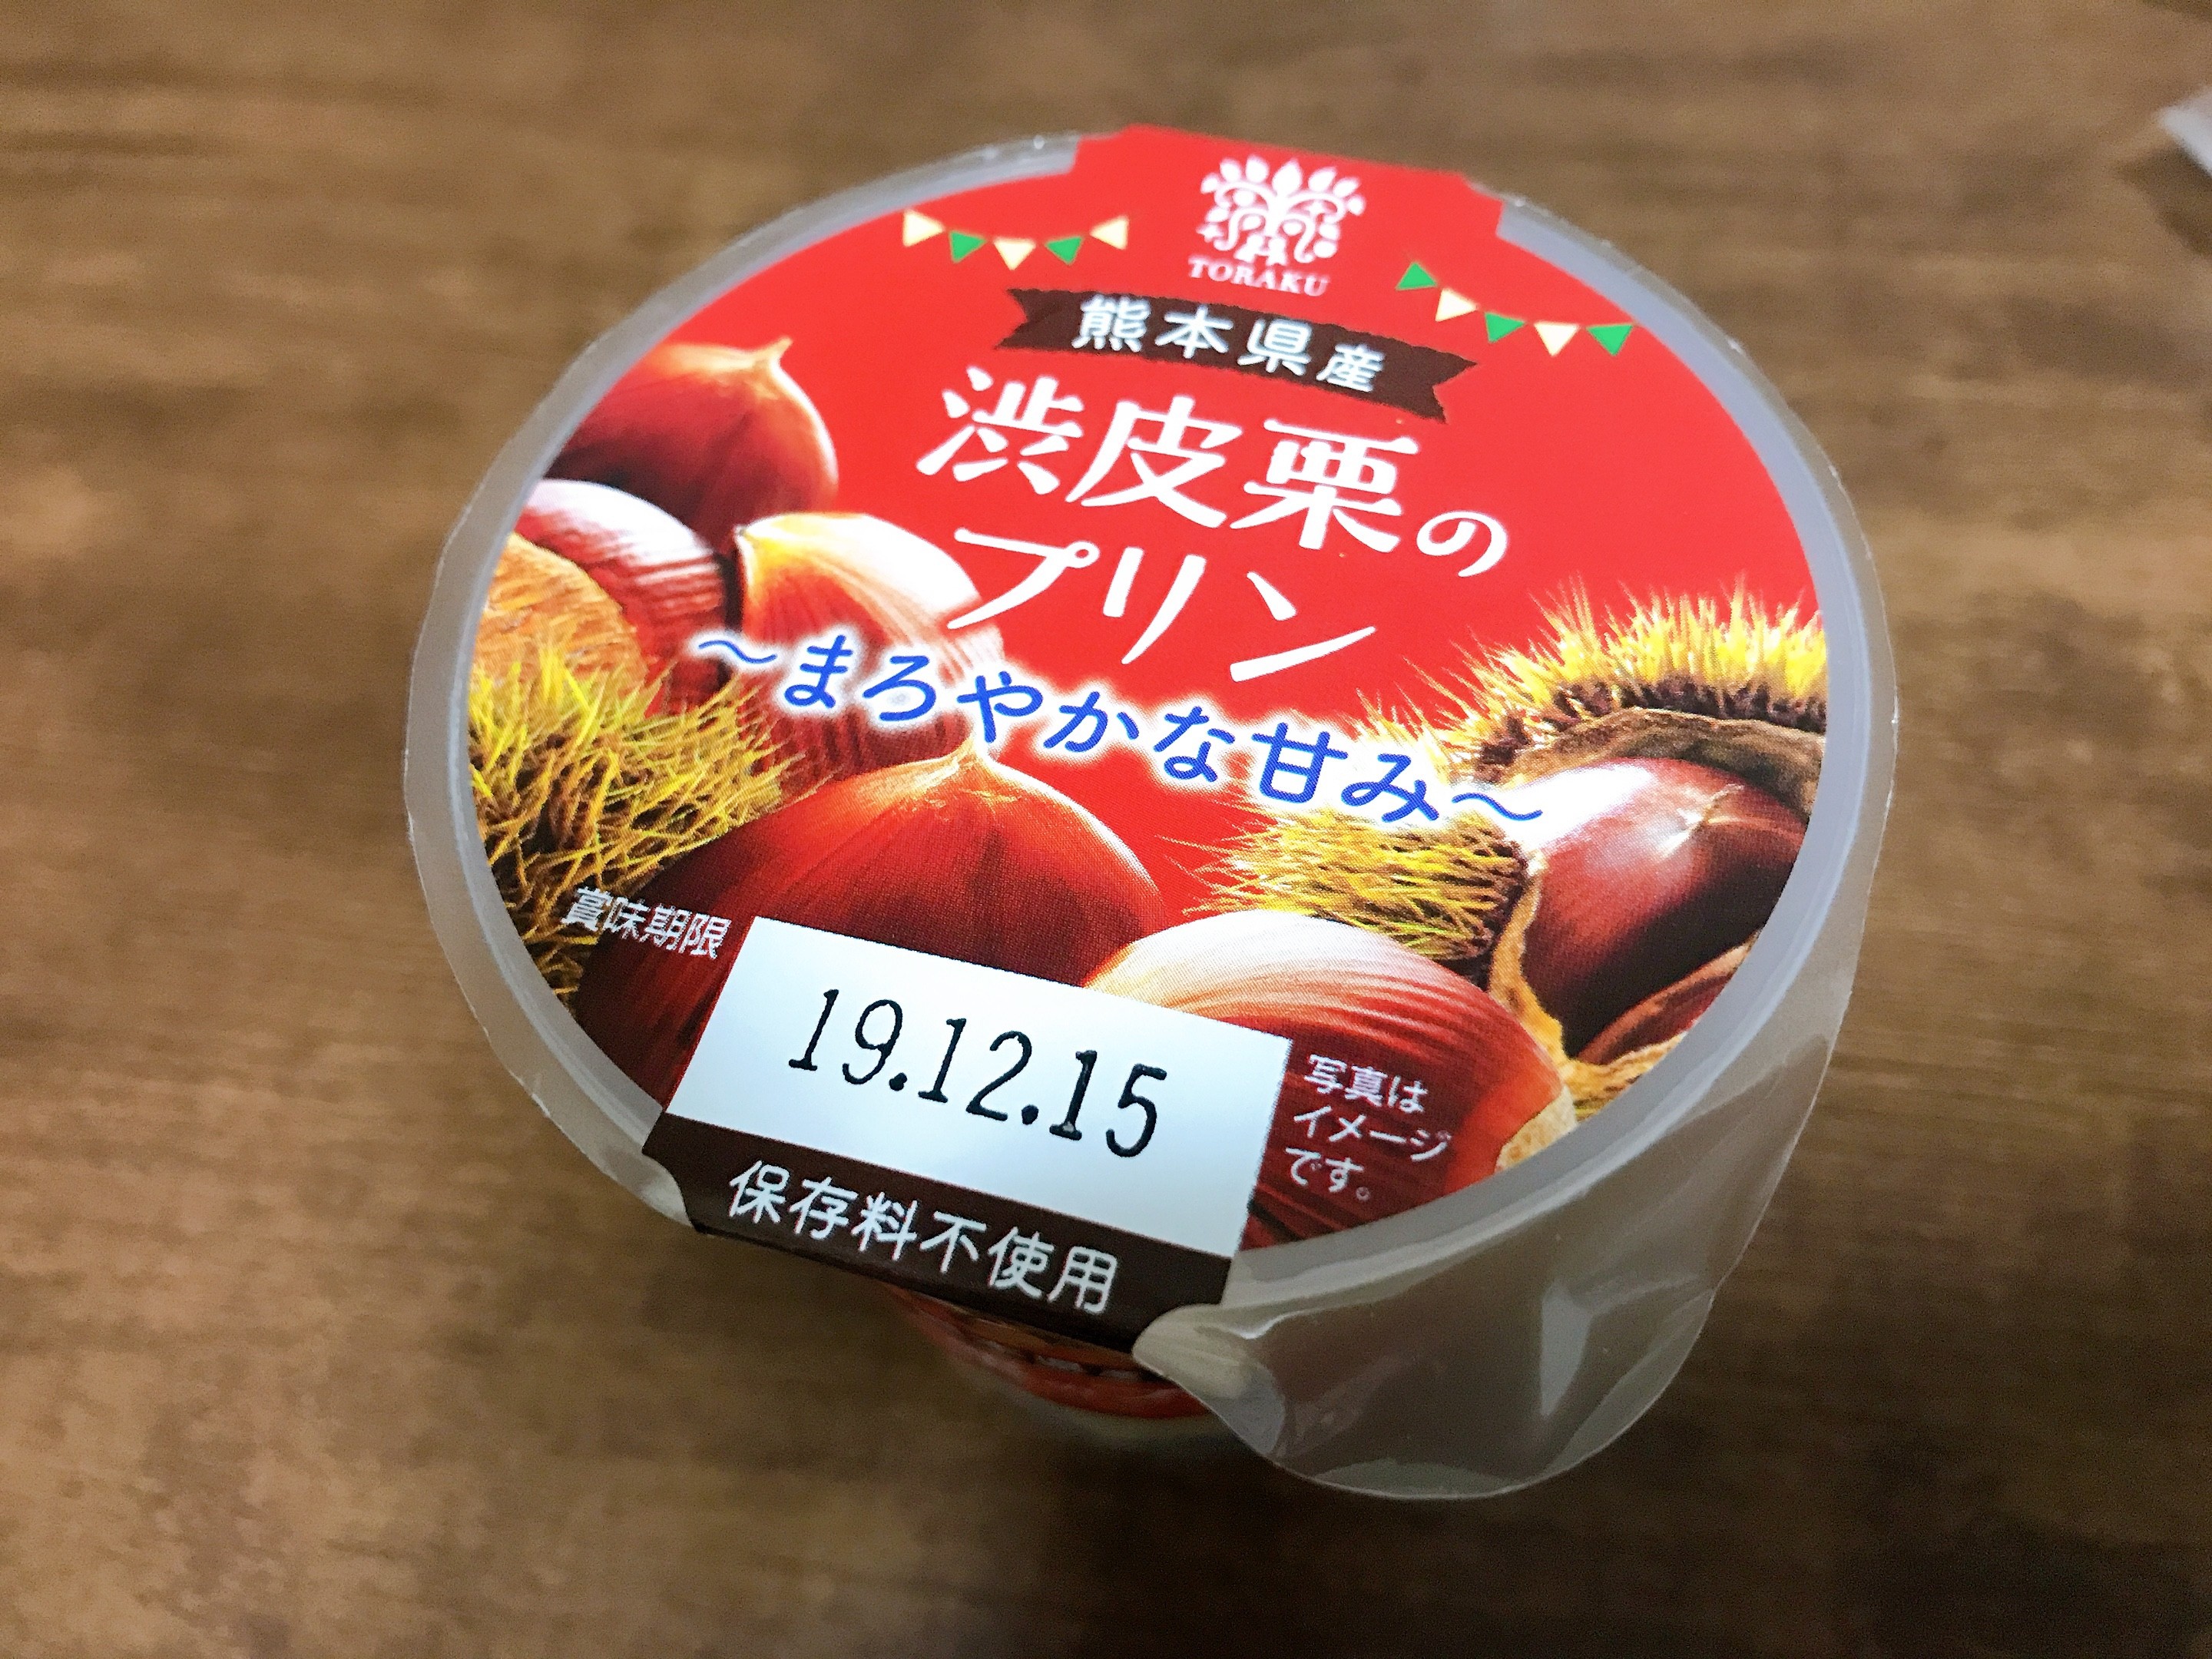 TORAKU
熊本県産
渋皮栗の
プリン
～まろやかな甘み～
賞味期限
19.12.15
写真は
イメージ
です。
保存料不使用